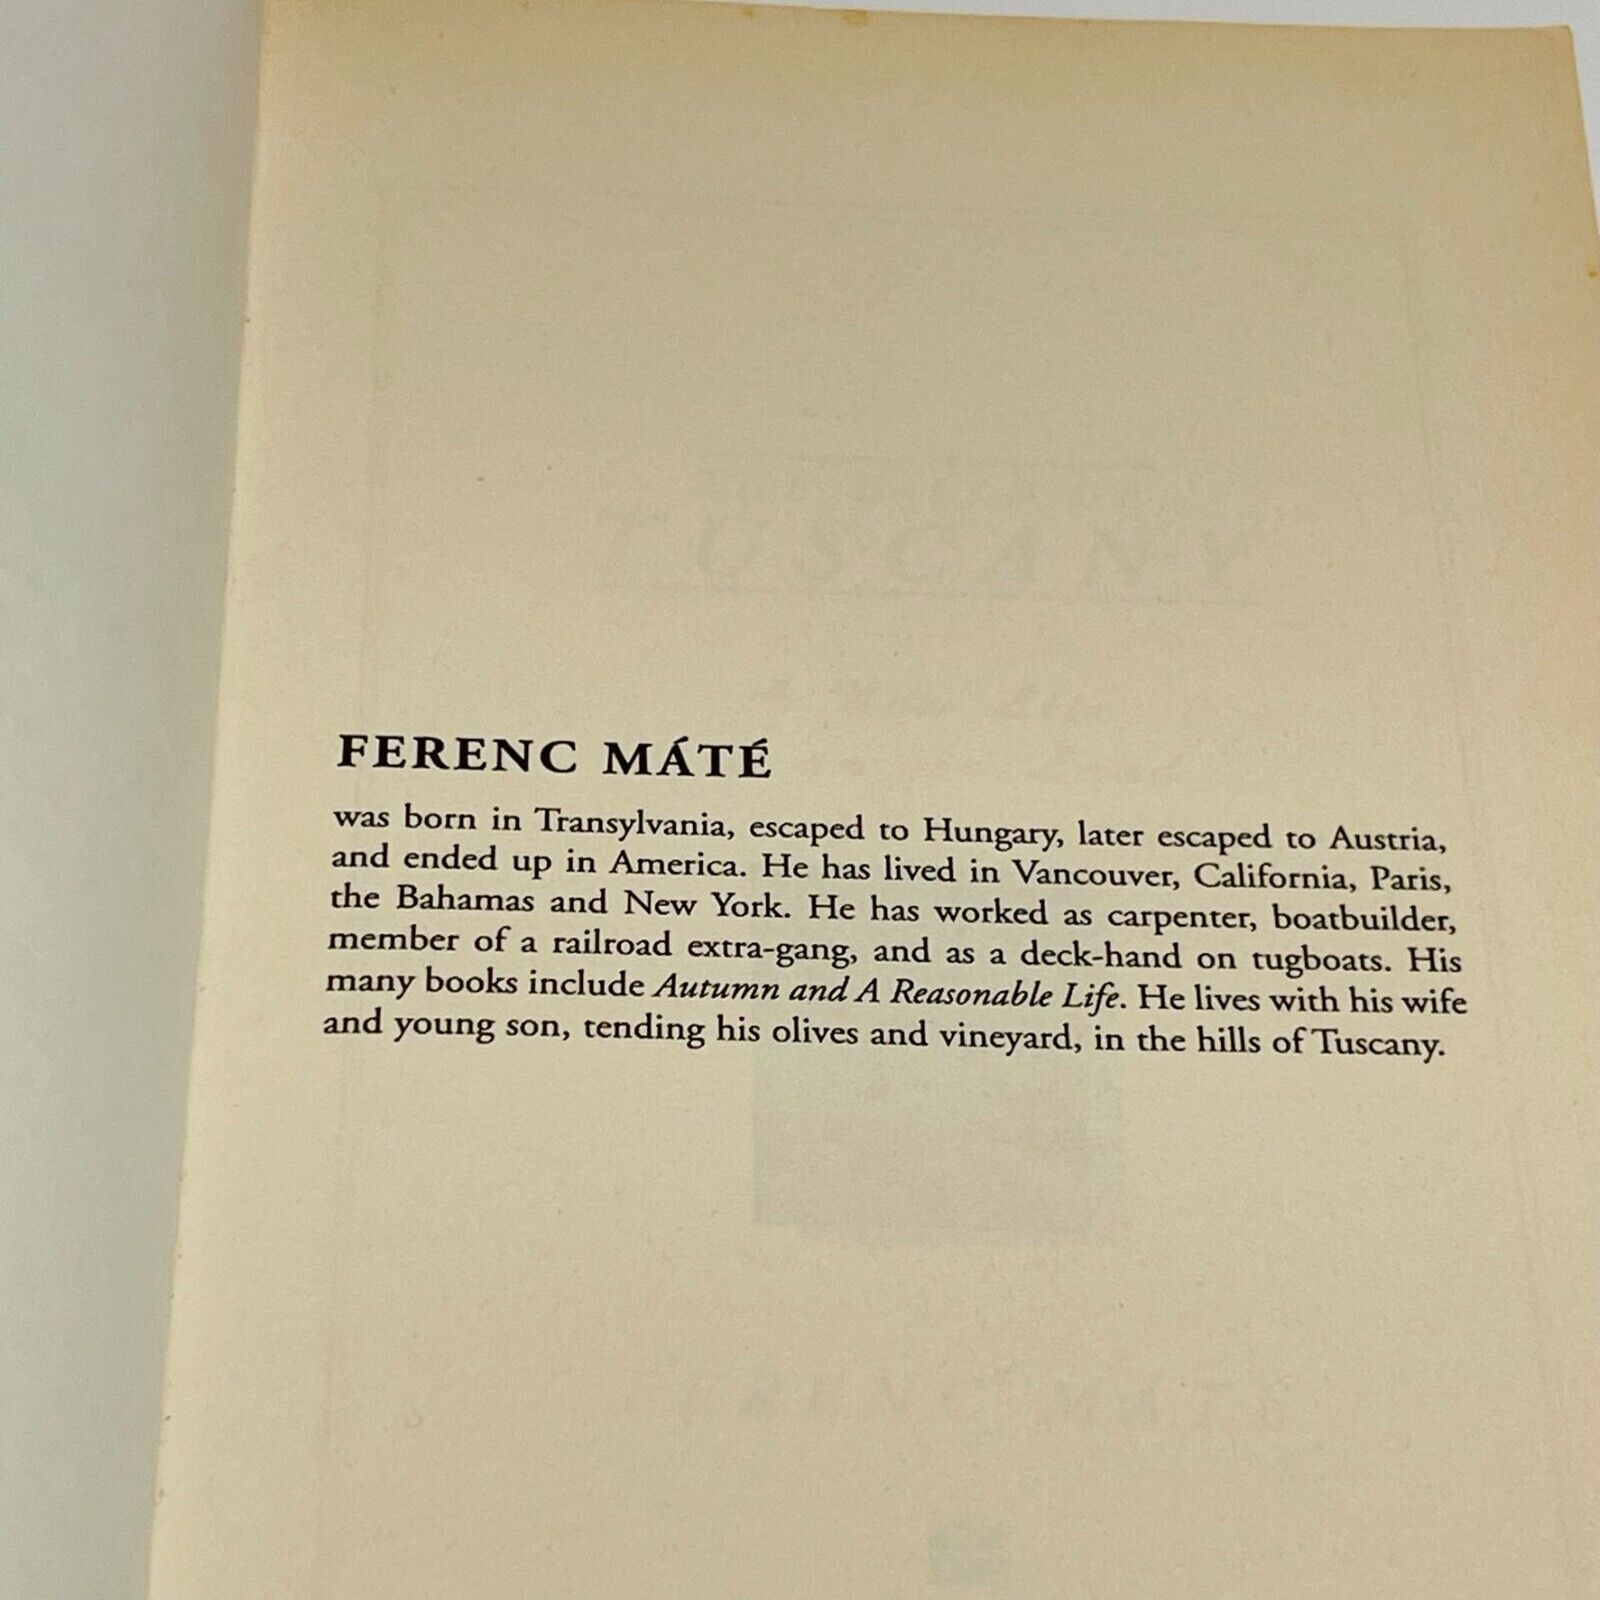 FERENC MÁTÉ
was born in Transylvania, escaped to Hungary, later escaped to Austria,
and ended up in America. He has lived in Vancouver, California, Paris,
the Bahamas and New York. He has worked as carpenter, boatbuilder,
member of a railroad extra-gang, and as a deck-hand on tugboats. His
many books include Autumn and A Reasonable Life. He lives with his wife
and young son, tending his olives and vineyard, in the hills of Tuscany.